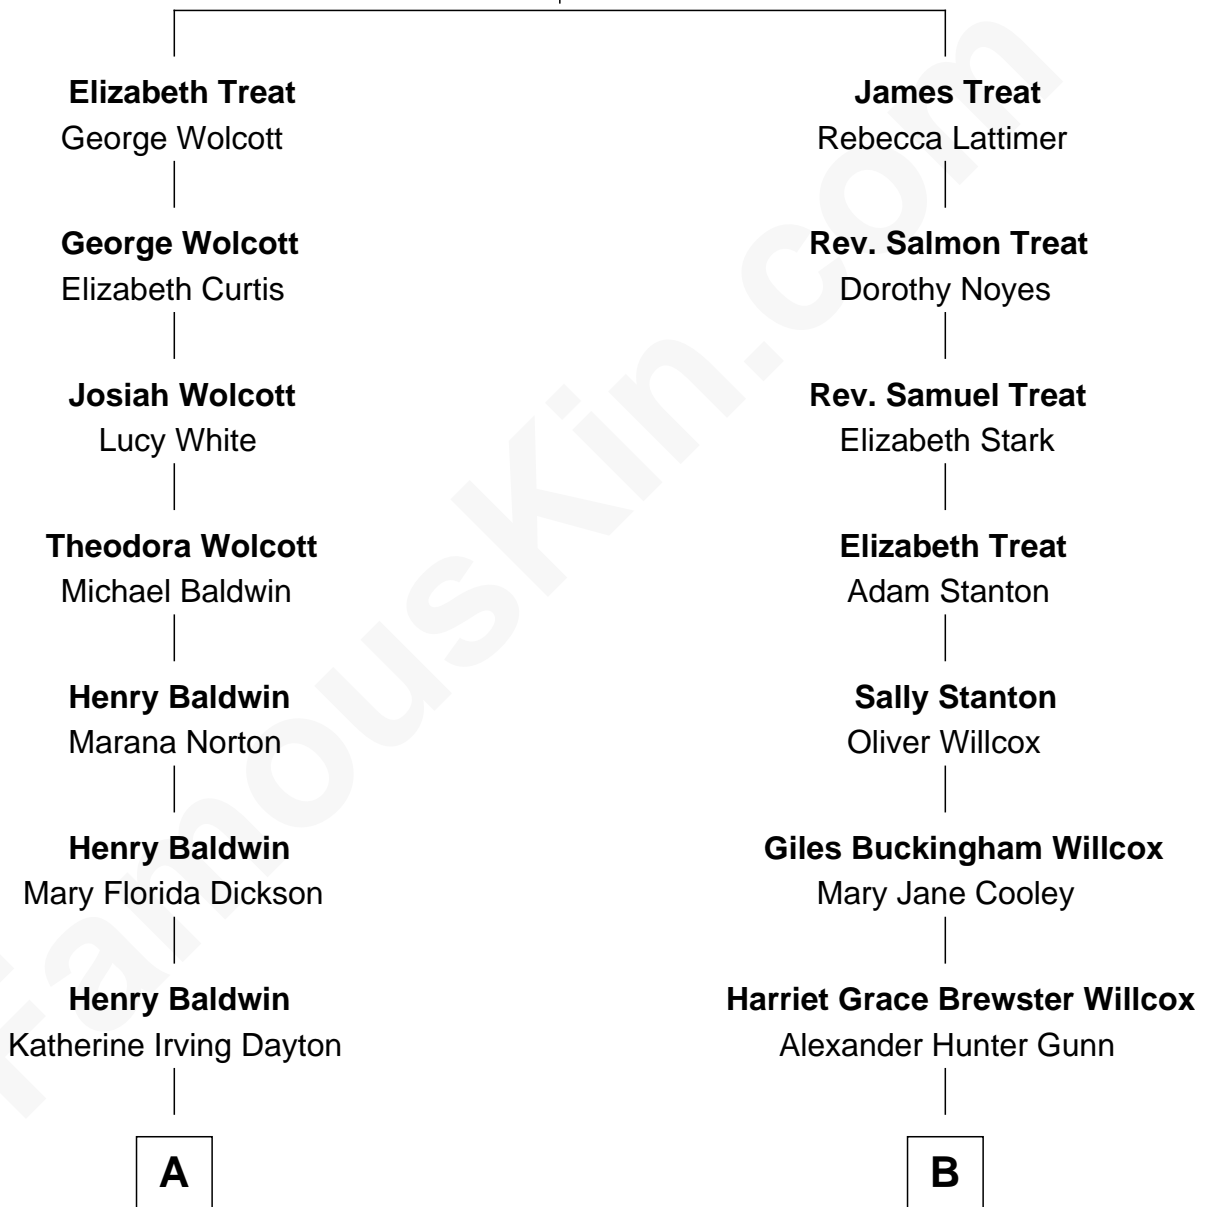 Elizabeth Treat
George Wolcott
James Treat
Rebecca Lattimer
George Wolcott
Elizabeth Curtis
Rev. Salmon Treat
Dorothy Noyes
Josiah Wolcott
Lucy White
Rev. Samuel Treat
Elizabeth Stark
Theodora Wolcott
Michael Baldwin
Elizabeth Treat
Adam Stanton
Henry Baldwin
Marana Norton
Sally Stanton
Oliver Willcox
Henry Baldwin
Mary Florida Dickson
Giles Buckingham Willcox
Mary Jane Cooley
Henry Baldwin
Katherine Irving Dayton
Harriet Grace Brewster Willcox
Alexander Hunter Gunn
A
B
FamousKin.com